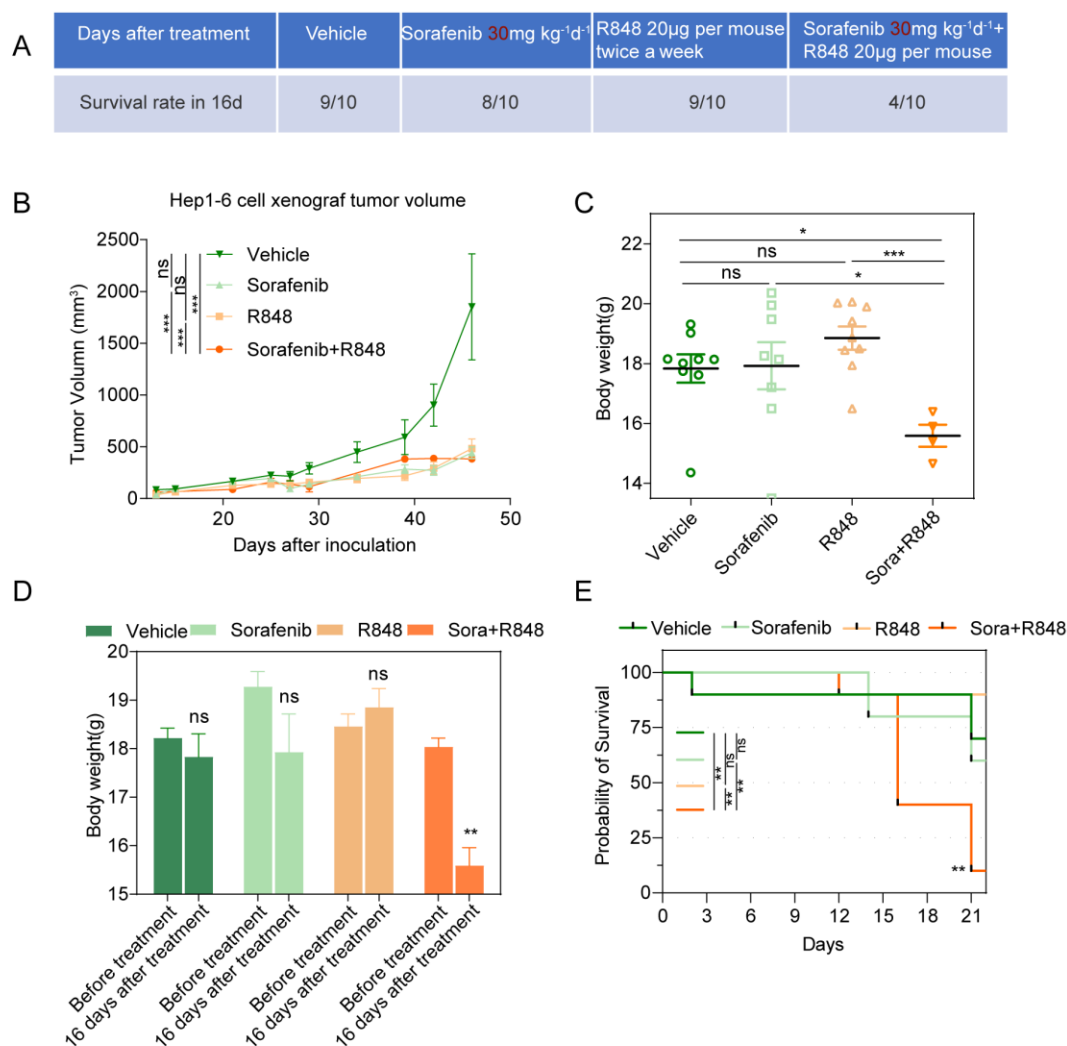 A
Days after treatment
Vehicle
Sorafenib 30mg kg⁻¹d⁻¹
R848 20μg per mouse
twice a week
Sorafenib 30mg kg⁻¹d⁻¹+
R848 20μg per mouse
Survival rate in 16d
9/10
8/10
9/10
4/10
B
Hep1-6 cell xenograf tumor volume
Tumor Volumn (mm³)
2500
2000
1500
1000
500
0
ns
ns
***
***
***
Vehicle
Sorafenib
R848
Sorafenib+R848
20
30
40
50
Days after inoculation
C
Body weight(g)
22
20
18
16
14
*
ns
***
ns
*
Vehicle
Sorafenib
R848
Sora+R848
D
Vehicle
Sorafenib
R848
Sora+R848
Body weight(g)
20
19
18
17
16
15
ns
ns
ns
**
Before treatment
16 days after treatment
Before treatment
16 days after treatment
Before treatment
16 days after treatment
Before treatment
16 days after treatment
E
Vehicle
Sorafenib
R848
Sora+R848
Probability of Survival
100
75
50
25
0
**
ns
ns
**
**
**
0
3
6
9
12
15
18
21
Days